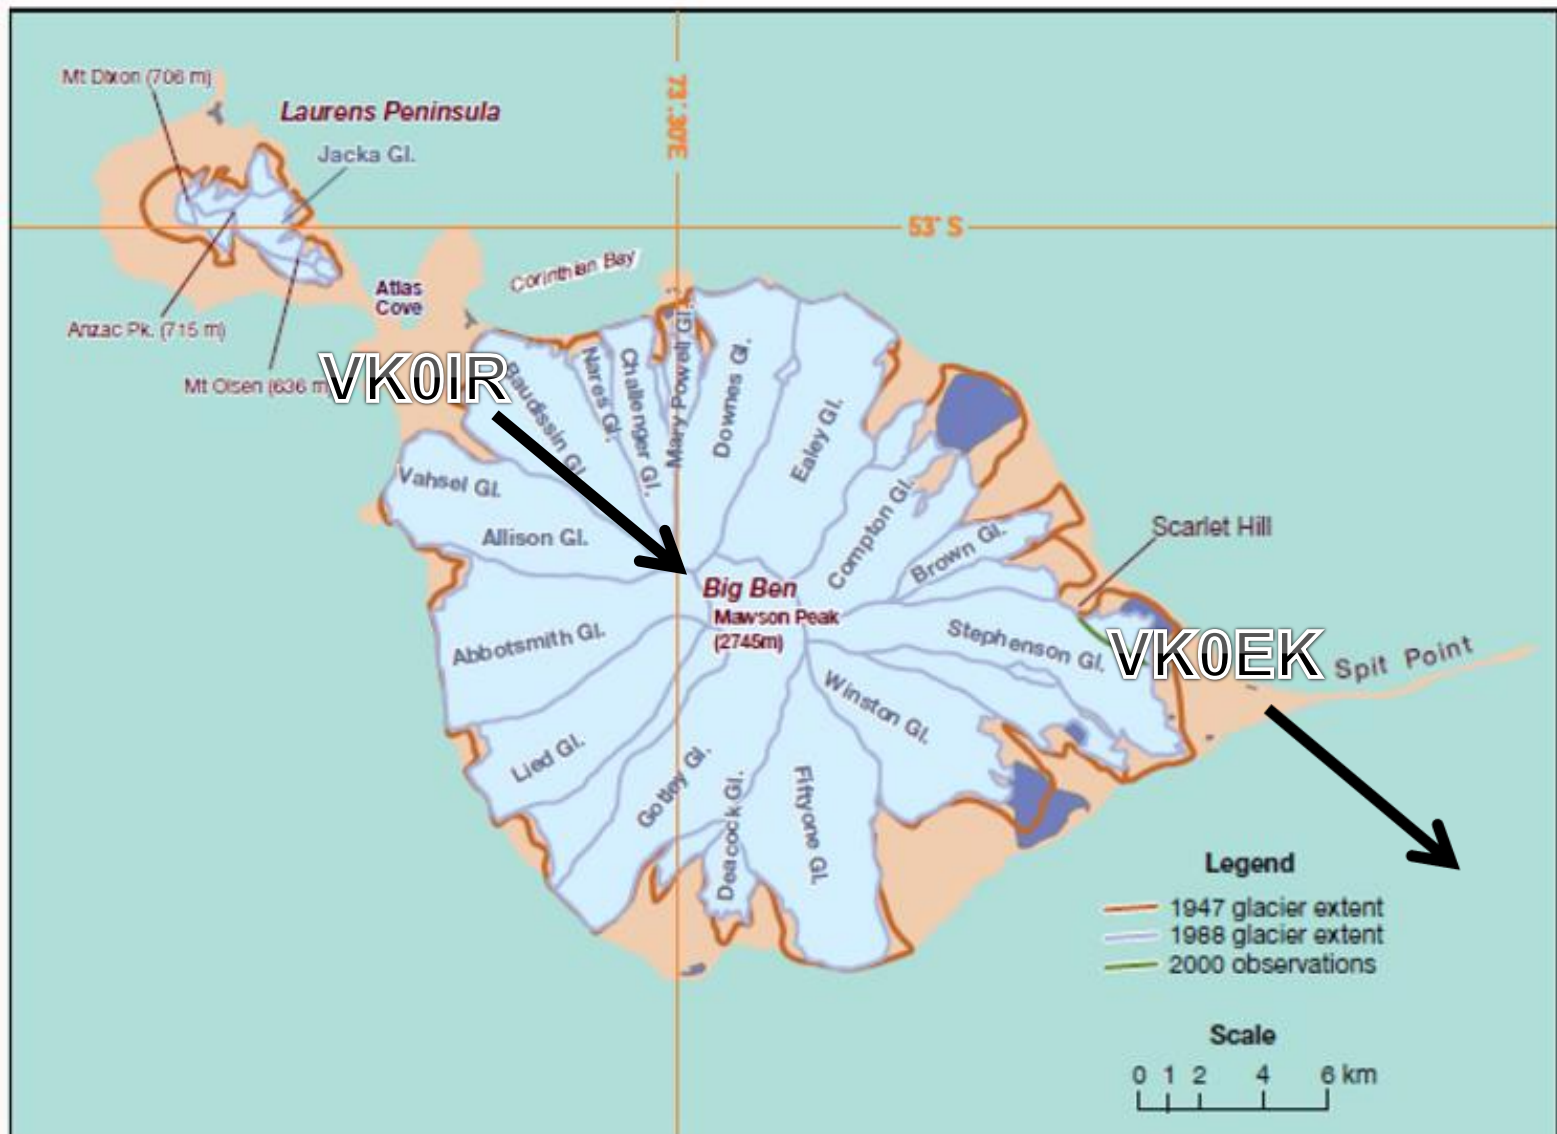 Mt Dixon (706 m)
Laurens Peninsula
Jacka Gl.
73°.30'E
53° S
Corinthian Bay
Atlas
Cove
Anzac Pk. (715 m)
Mt Olsen (636 m
VK0IR
Baudissin Gl.
Nares Gl.
Challenger Gl.
Mary Powell Gl.
Downes Gl.
Ealey Gl.
Compton Gl.
Brown Gl.
Scarlet Hill
Vahsel Gl.
Allison Gl.
Big Ben
Mawson Peak
(2745m)
Abbotsmith Gl.
Stephenson Gl.
VK0EK
Spit Point
Winston Gl.
Lied Gl.
Gotley Gl.
Deacock Gl.
Fiftyone Gl.
Legend
1947 glacier extent
1988 glacier extent
2000 observations
Scale
0 1 2 4 6 km